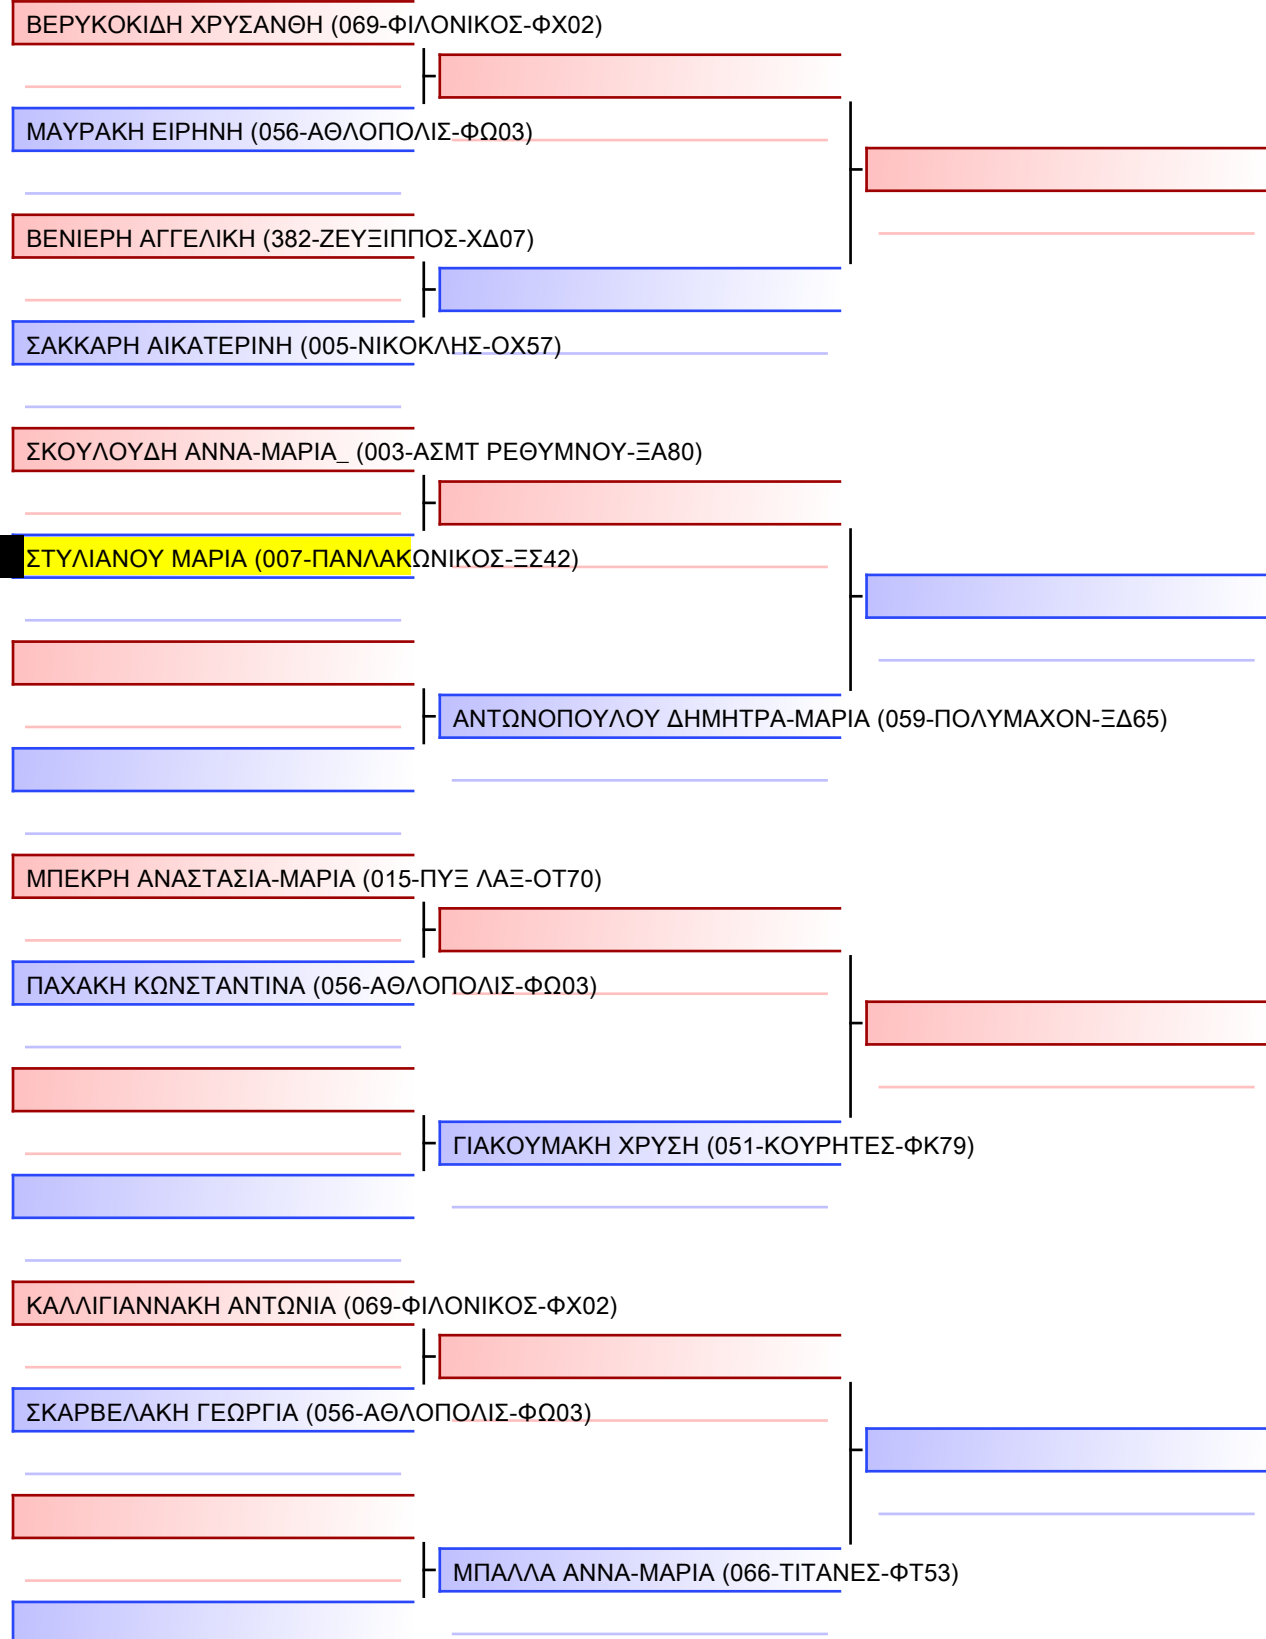 ΒΕΡΥΚΟΚΙΔΗ ΧΡΥΣΑΝΘΗ (069-ΦΙΛΟΝΙΚΟΣ-ΦΧ02)
ΜΑΥΡΑΚΗ ΕΙΡΗΝΗ (056-ΑΘΛΟΠΟΛΙΣ-ΦΩ03)
ΒΕΝΙΕΡΗ ΑΓΓΕΛΙΚΗ (382-ΖΕΥΞΙΠΠΟΣ-ΧΔ07)
ΣΑΚΚΑΡΗ ΑΙΚΑΤΕΡΙΝΗ (005-ΝΙΚΟΚΛΗΣ-ΟΧ57)
ΣΚΟΥΛΟΥΔΗ ΑΝΝΑ-ΜΑΡΙΑ_ (003-ΑΣΜΤ ΡΕΘΥΜΝΟΥ-ΞΑ80)
ΣΤΥΛΙΑΝΟΥ ΜΑΡΙΑ (007-ΠΑΝΛΑΚΩΝΙΚΟΣ-ΞΣ42)
ΑΝΤΩΝΟΠΟΥΛΟΥ ΔΗΜΗΤΡΑ-ΜΑΡΙΑ (059-ΠΟΛΥΜΑΧΟΝ-ΞΔ65)
ΜΠΕΚΡΗ ΑΝΑΣΤΑΣΙΑ-ΜΑΡΙΑ (015-ΠΥΞ ΛΑΞ-ΟΤ70)
ΠΑΧΑΚΗ ΚΩΝΣΤΑΝΤΙΝΑ (056-ΑΘΛΟΠΟΛΙΣ-ΦΩ03)
ΓΙΑΚΟΥΜΑΚΗ ΧΡΥΣΗ (051-ΚΟΥΡΗΤΕΣ-ΦΚ79)
ΚΑΛΛΙΓΙΑΝΝΑΚΗ ΑΝΤΩΝΙΑ (069-ΦΙΛΟΝΙΚΟΣ-ΦΧ02)
ΣΚΑΡΒΕΛΑΚΗ ΓΕΩΡΓΙΑ (056-ΑΘΛΟΠΟΛΙΣ-ΦΩ03)
ΜΠΑΛΛΑ ΑΝΝΑ-ΜΑΡΙΑ (066-ΤΙΤΑΝΕΣ-ΦΤ53)